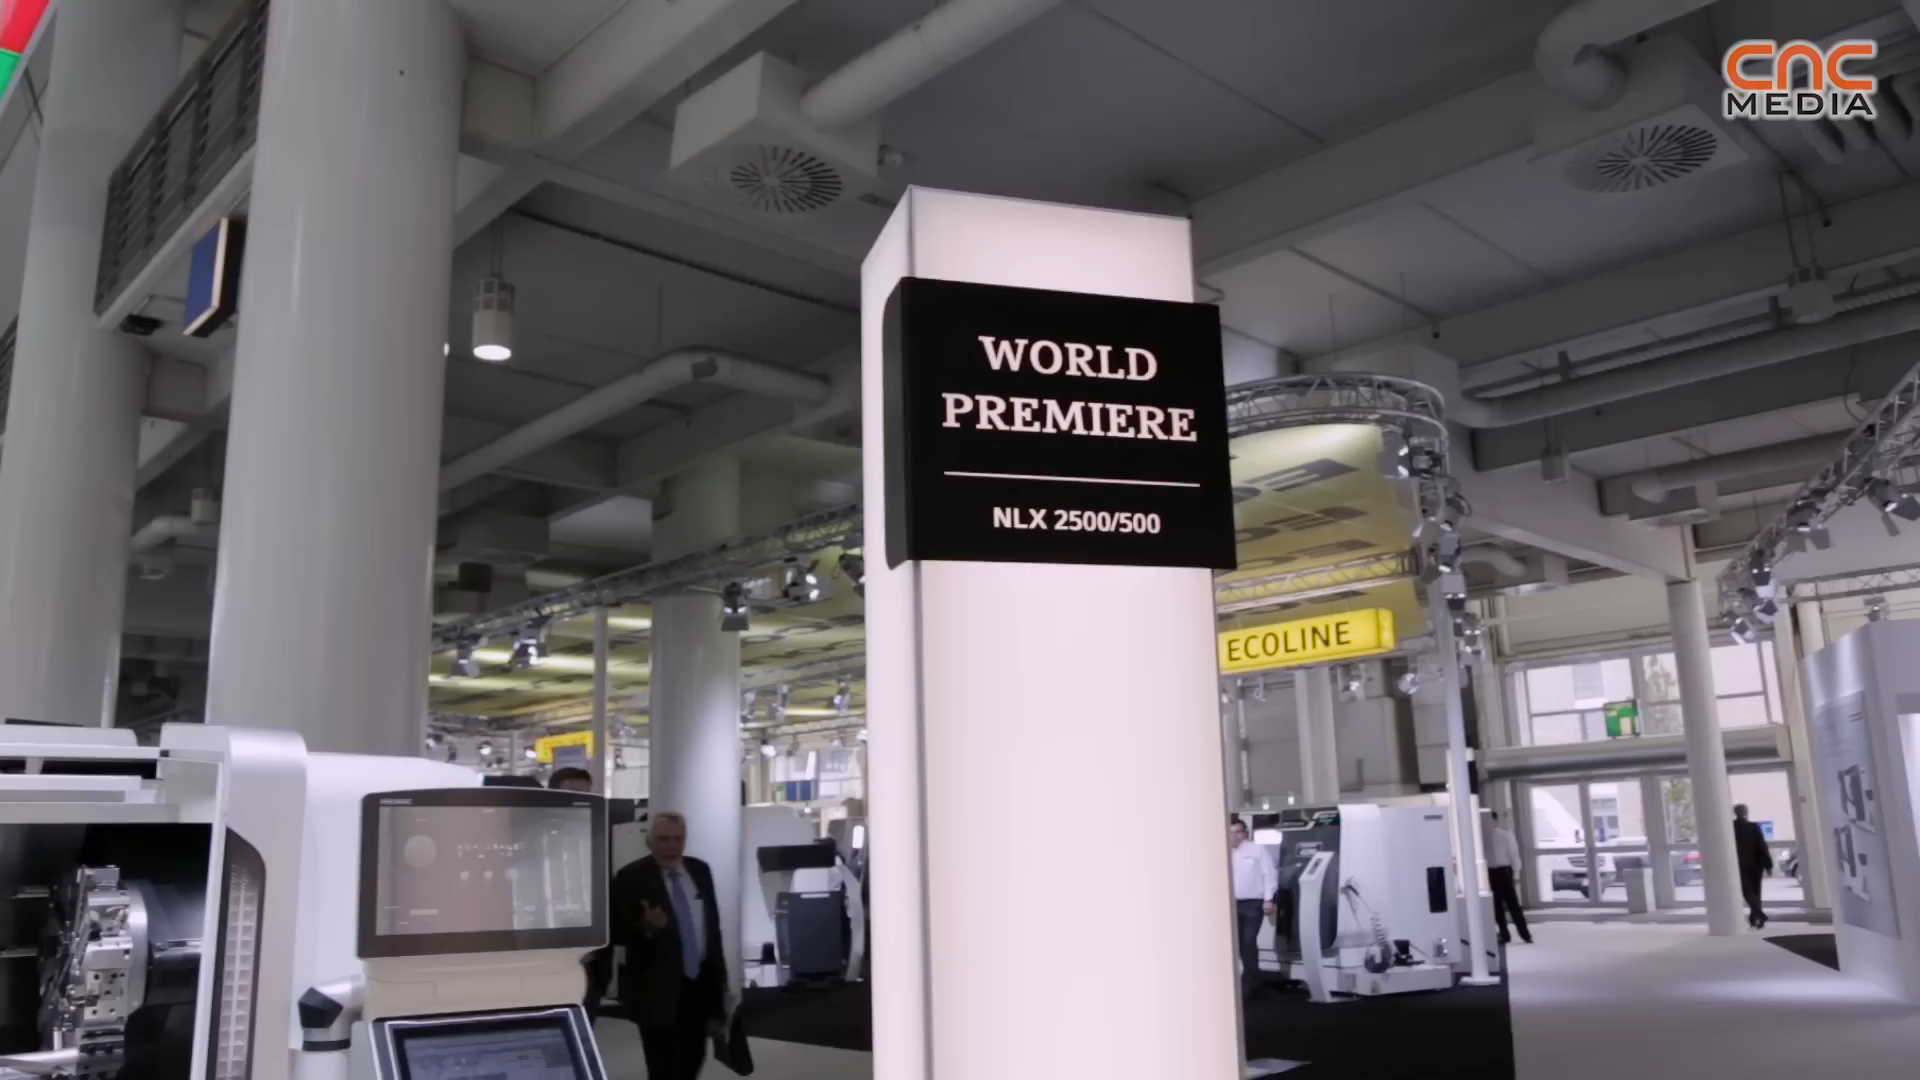 CNC
MEDIA
WORLD
PREMIERE
NLX 2500/500
ECOLINE